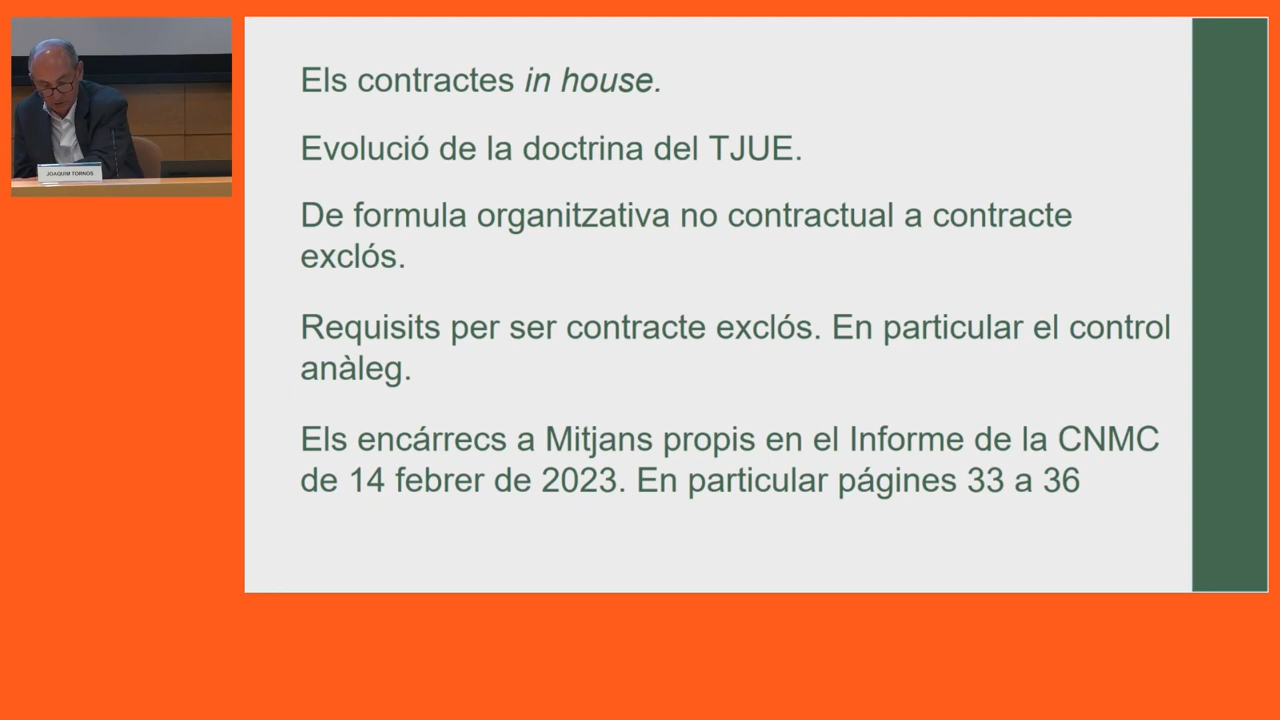 JOAQUIM TORNOS
Els contractes in house.
Evolució de la doctrina del TJUE.
De formula organitzativa no contractual a contracte
exclós.
Requisits per ser contracte exclós. En particular el control
anàleg.
Els encárrecs a Mitjans propis en el Informe de la CNMC
de 14 febrer de 2023. En particular págines 33 a 36